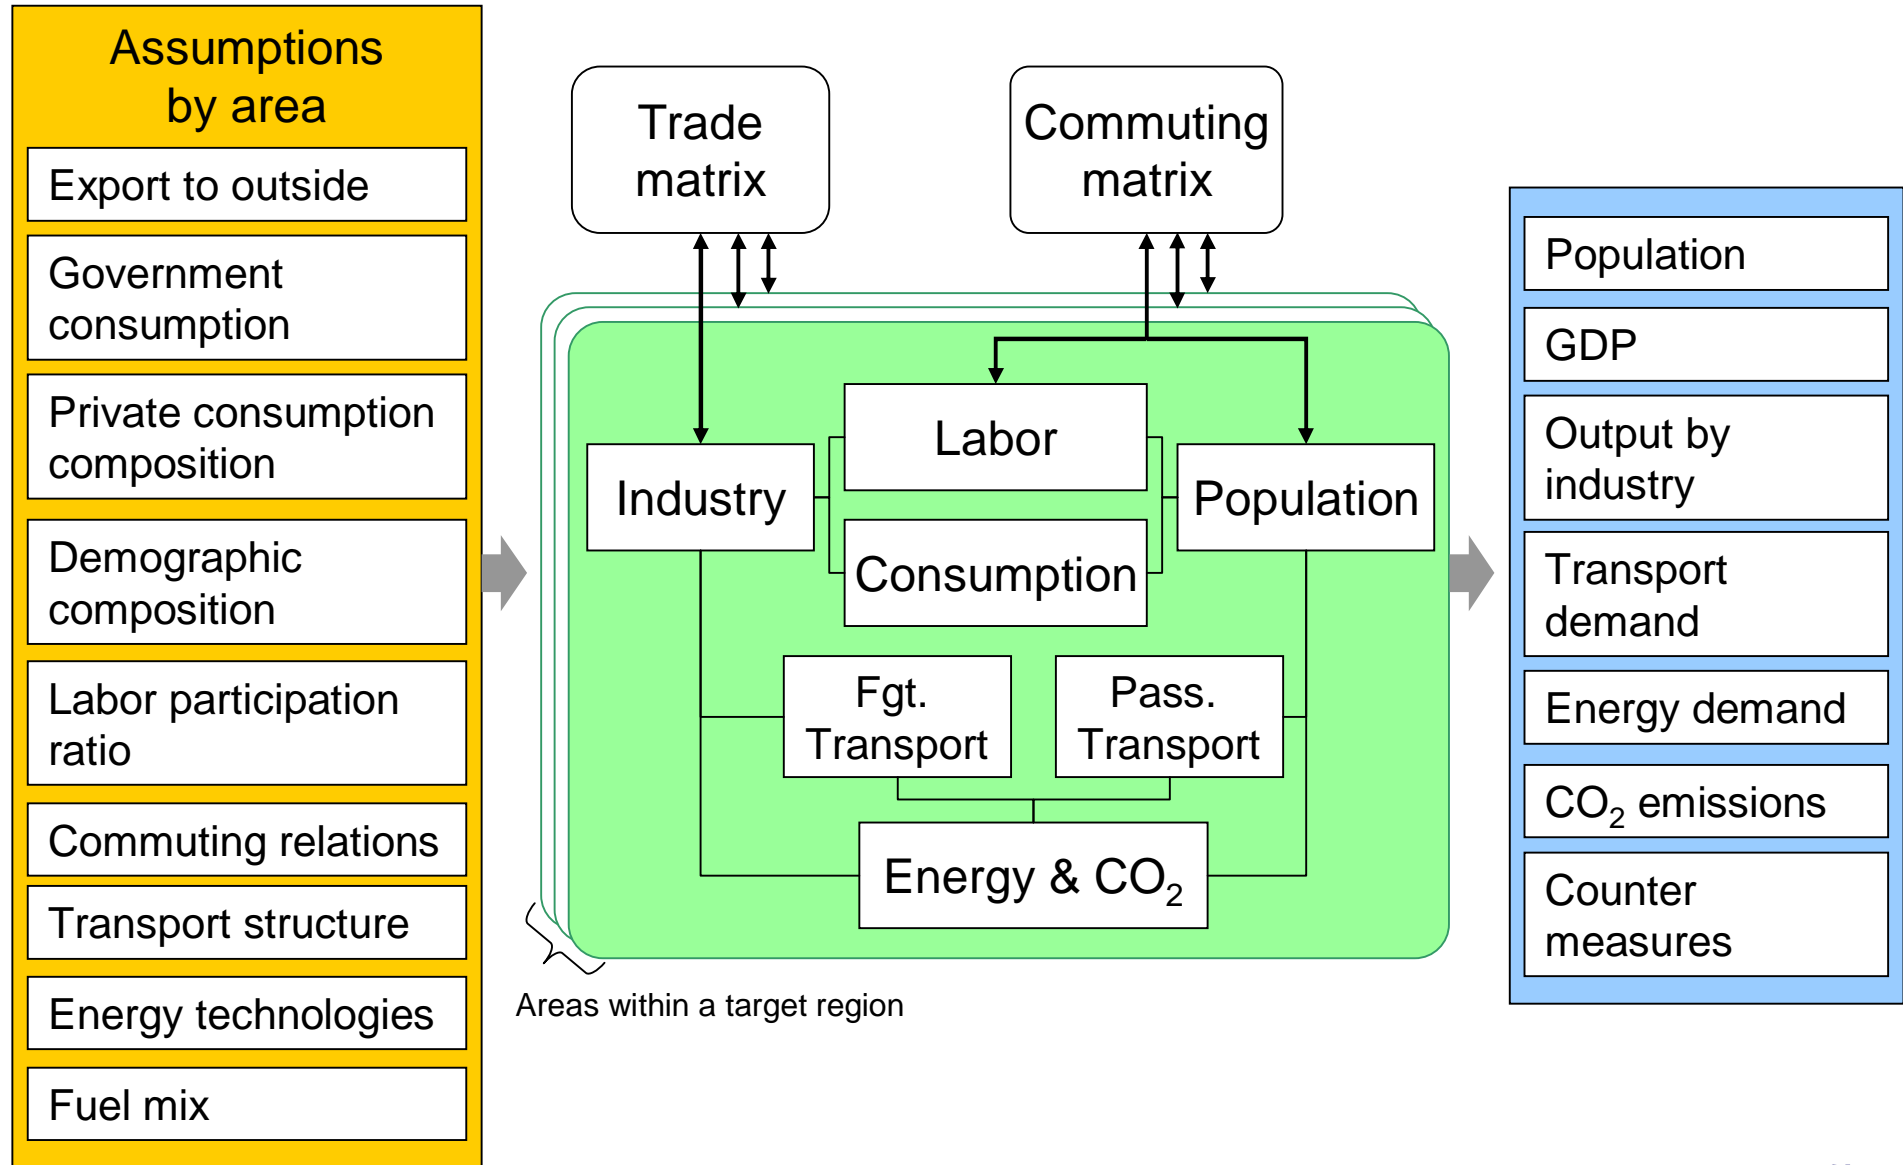 Assumptions
by area
Export to outside
Government
consumption
Private consumption
composition
Demographic
composition
Labor participation
ratio
Commuting relations
Transport structure
Energy technologies
Fuel mix
Trade
matrix
Commuting
matrix
Labor
Industry
Population
Consumption
Fgt.
Transport
Pass.
Transport
Energy & CO₂
Areas within a target region
Population
GDP
Output by
industry
Transport
demand
Energy demand
CO₂ emissions
Counter
measures